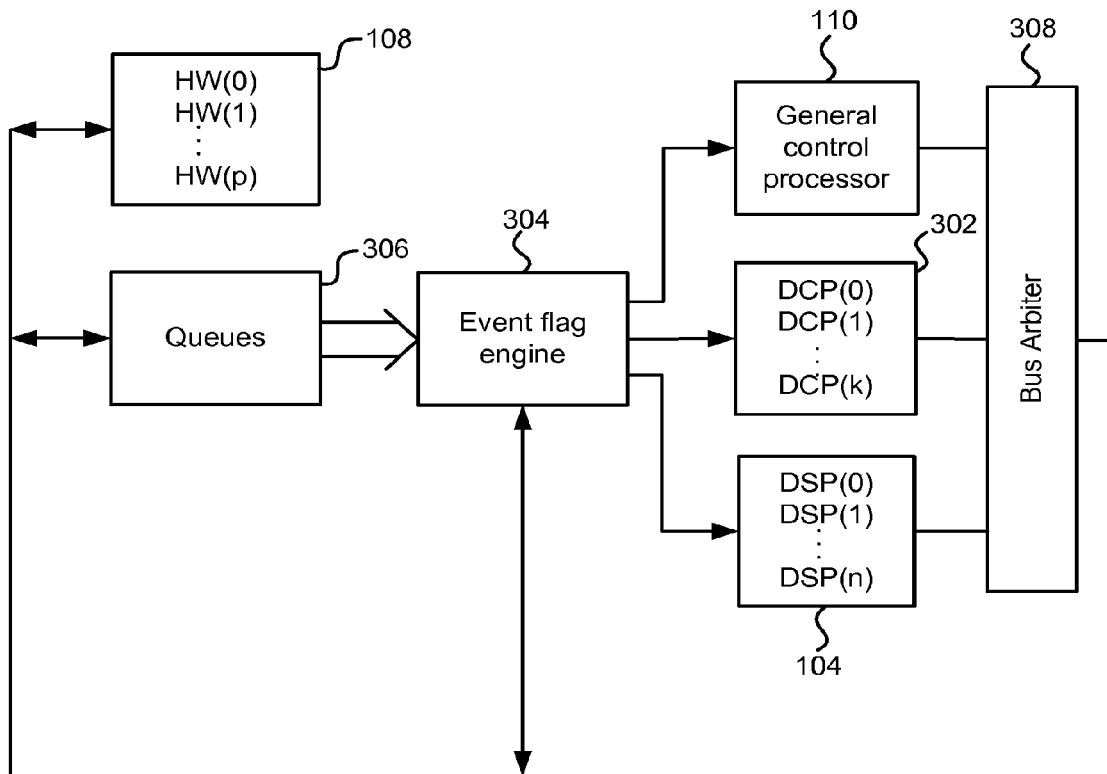 108
HW(0)
HW(1)
HW(p)
306
Queues
304
Event flag
engine
110
General
control
processor
302
DCP(0)
DCP(1)
DCP(k)
DSP(0)
DSP(1)
DSP(n)
104
308
Bus Arbiter